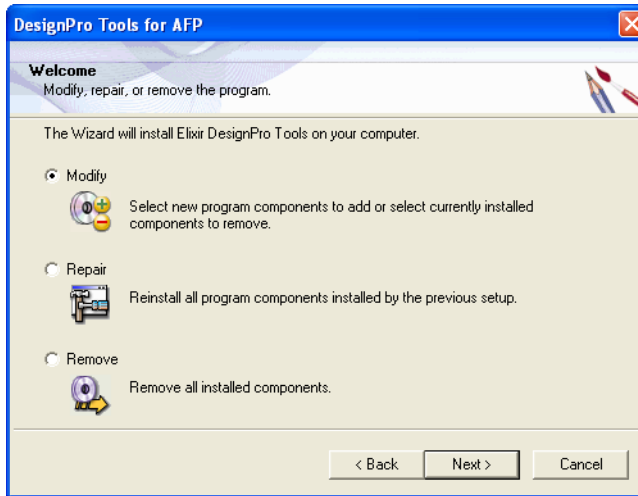 DesignPro Tools for AFP
Welcome
Modify, repair, or remove the program.
The Wizard will install Elixir DesignPro Tools on your computer.
Modify
Select new program components to add or select currently installed
components to remove.
Repair
Reinstall all program components installed by the previous setup.
Remove
Remove all installed components.
< Back
Next >
Cancel